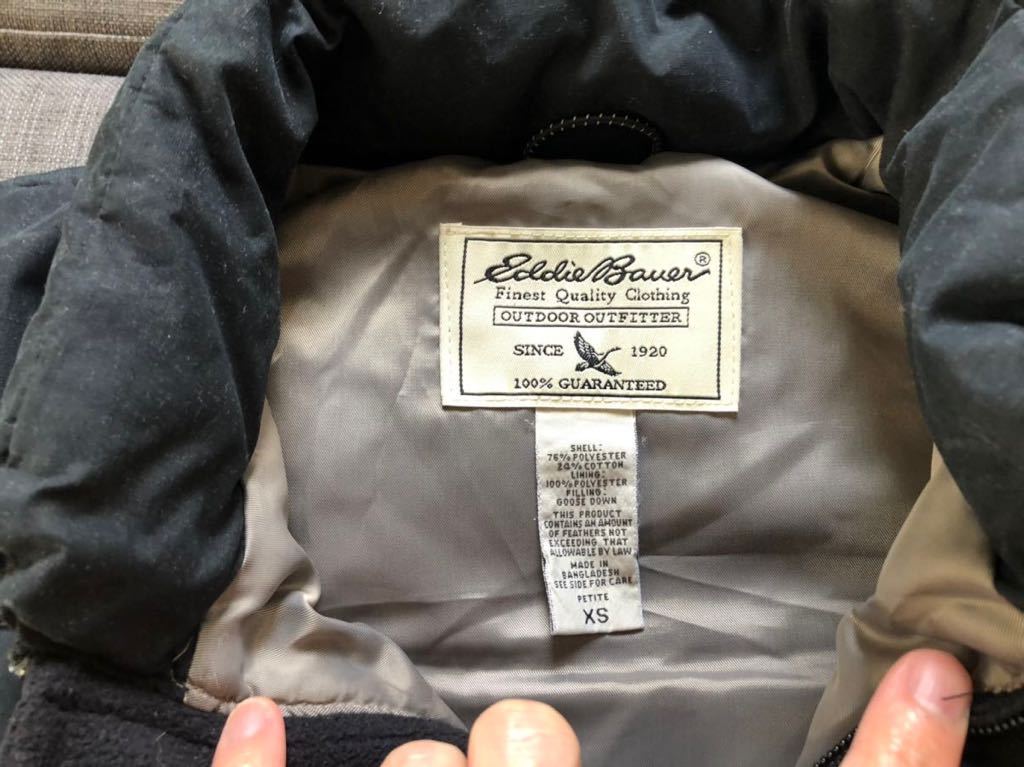 Eddie Bauer®
Finest Quality Clothing
OUTDOOR OUTFITTER
SINCE 1920
100% GUARANTEED
SHELL:
76% POLYESTER
24% COTTON
LINING:
100% POLYESTER
FILLING:
GOOSE DOWN
THIS PRODUCT
CONTAINS AN AMOUNT
OF FEATHERS NOT
EXCEEDING THAT
ALLOWABLE BY LAW
MADE IN
BANGLADESH
SEE SIDE FOR CARE
PETITE
XS